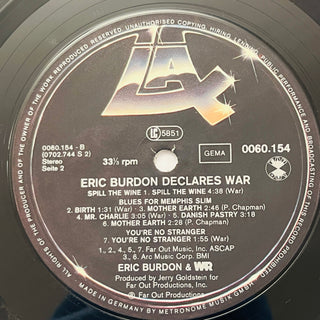 UNAUTHORISED COPYING, HIRING, LENDING, PUBLIC PERFORMANCE AND BROADCASTING
OF THIS RECORD PROHIBITED
ALL RIGHTS OF THE PRODUCER AND OF THE OWNER OF THE WORK REPRODUCED RESERVED
LAX
0060.154 - B
(0702.744 S 2)
Stereo
Seite 2
33⅓ rpm
LC 5851
GEMA
0060.154
ERIC BURDON DECLARES WAR
SPILL THE WINE 1. SPILL THE WINE 4:38 (War)
BLUES FOR MEMPHIS SLIM
2. BIRTH 1:31 (War) · 3. MOTHER EARTH 2:46 (P. Chapman)
4. MR. CHARLIE 3:05 (War) · 5. DANISH PASTRY 3:18
6. MOTHER EARTH 2:28 (P. Chapman)
YOU'RE NO STRANGER
7. YOU'RE NO STRANGER 1:55 (War)
1., 2., 4., 5., 7. Far Out Music Inc. ASCAP
3., 6. Arc Music Corp. BMI
ERIC BURDON & WAR
Produced by Jerry Goldstein for
Far Out Productions, Inc.
℗ Far Out Productions, Inc.
MADE IN GERMANY BY METRONOME MUSIK GMBH